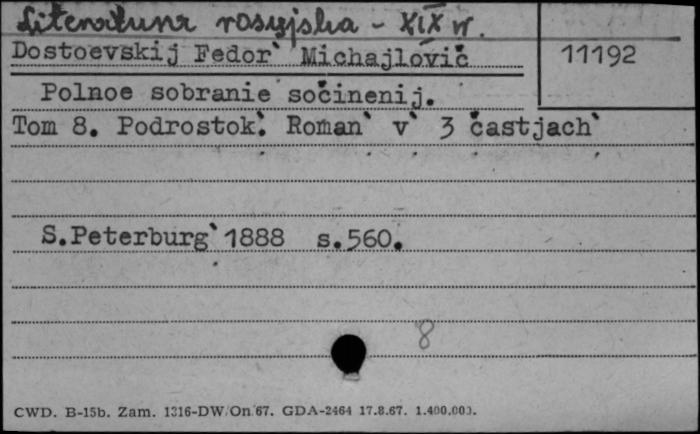 Literatura rosyjska - XIX w.
Dostoevskij Fedor` Michajlovič
11192
Polnoe sobranie sočinenij.
Tom 8. Podrostok`. Roman` v` 3 častjach`
S.Peterburg` 1888 s.560.
8
CWD. B-15b. Zam. 1316-DW/On 67. GDA-2464 17.8.67. 1.400.000.